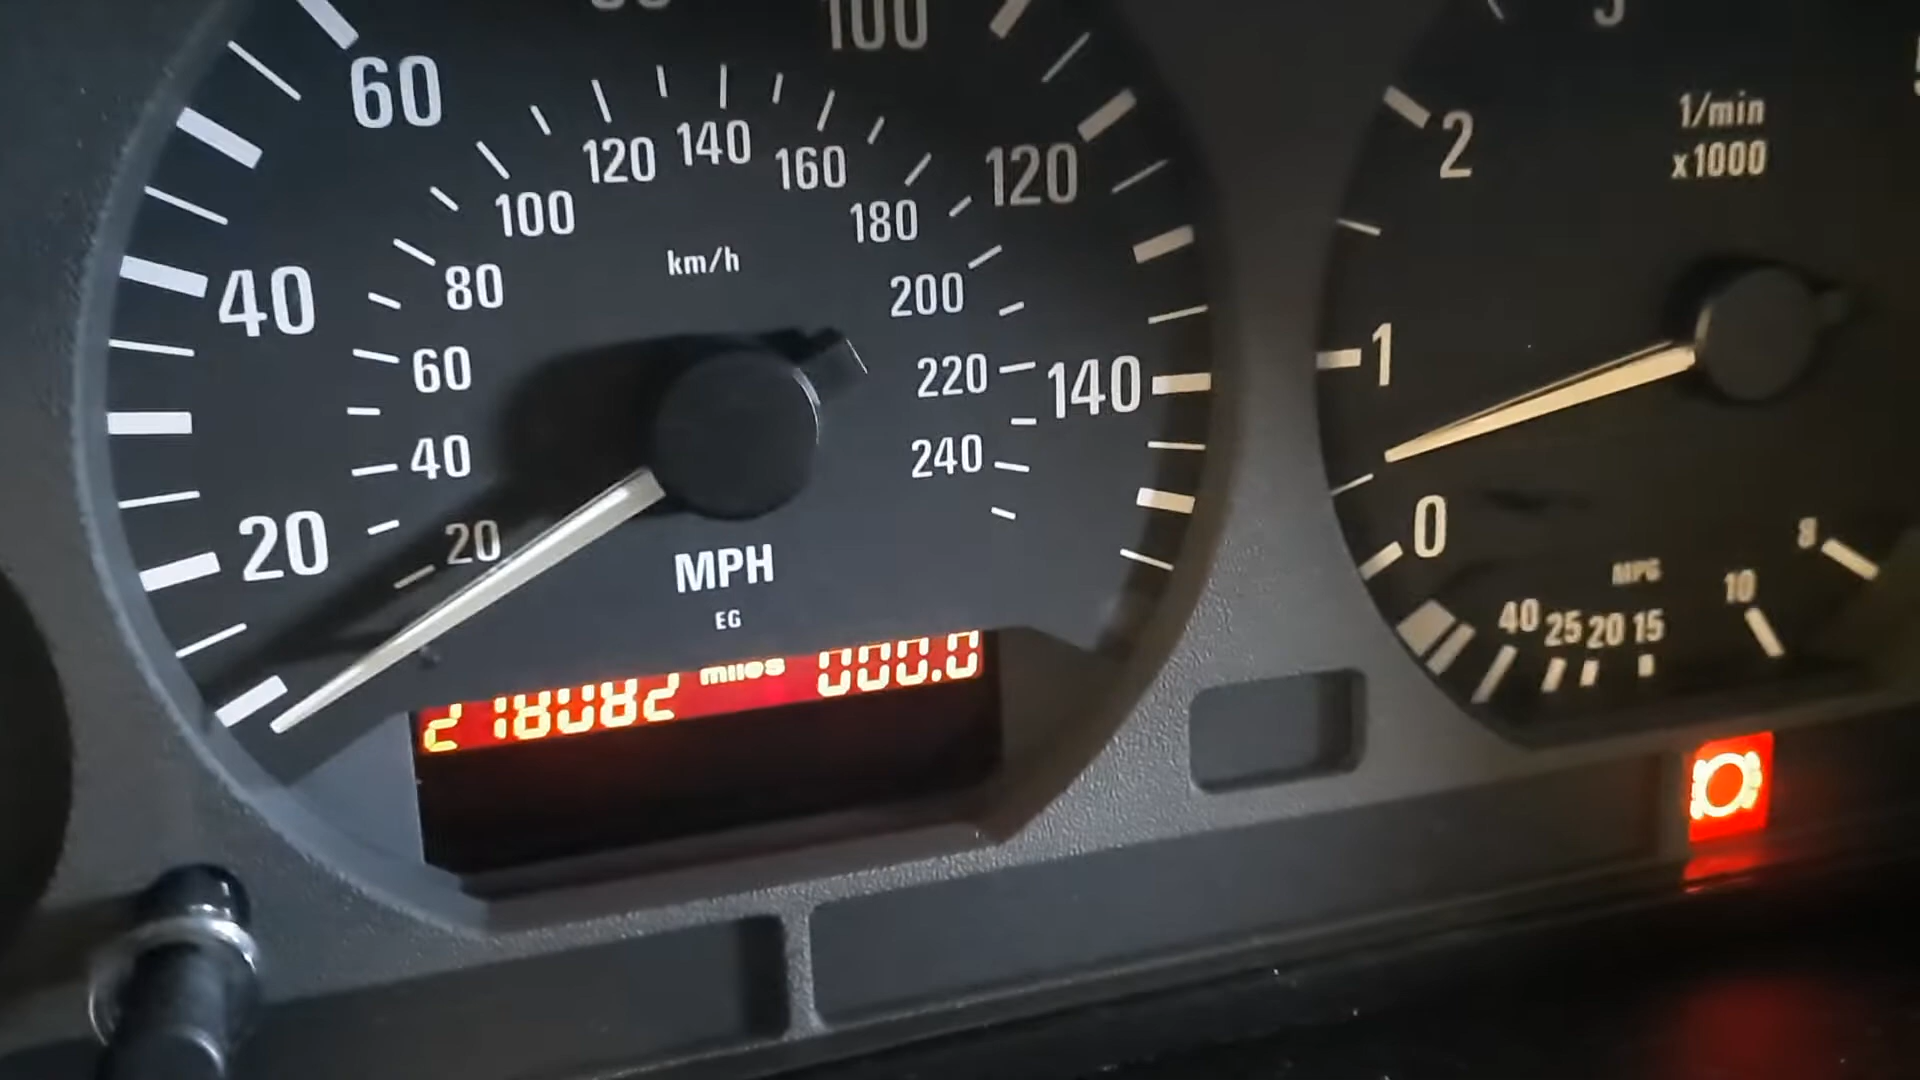 100
60
120 140
100 160 120
180
km/h
40 80
200
60
220 140
40
240
20 20
MPH
EG
218082 miles 000.0
1/min
x1000
2
1
0
MPG
40 25 20 15 10 8